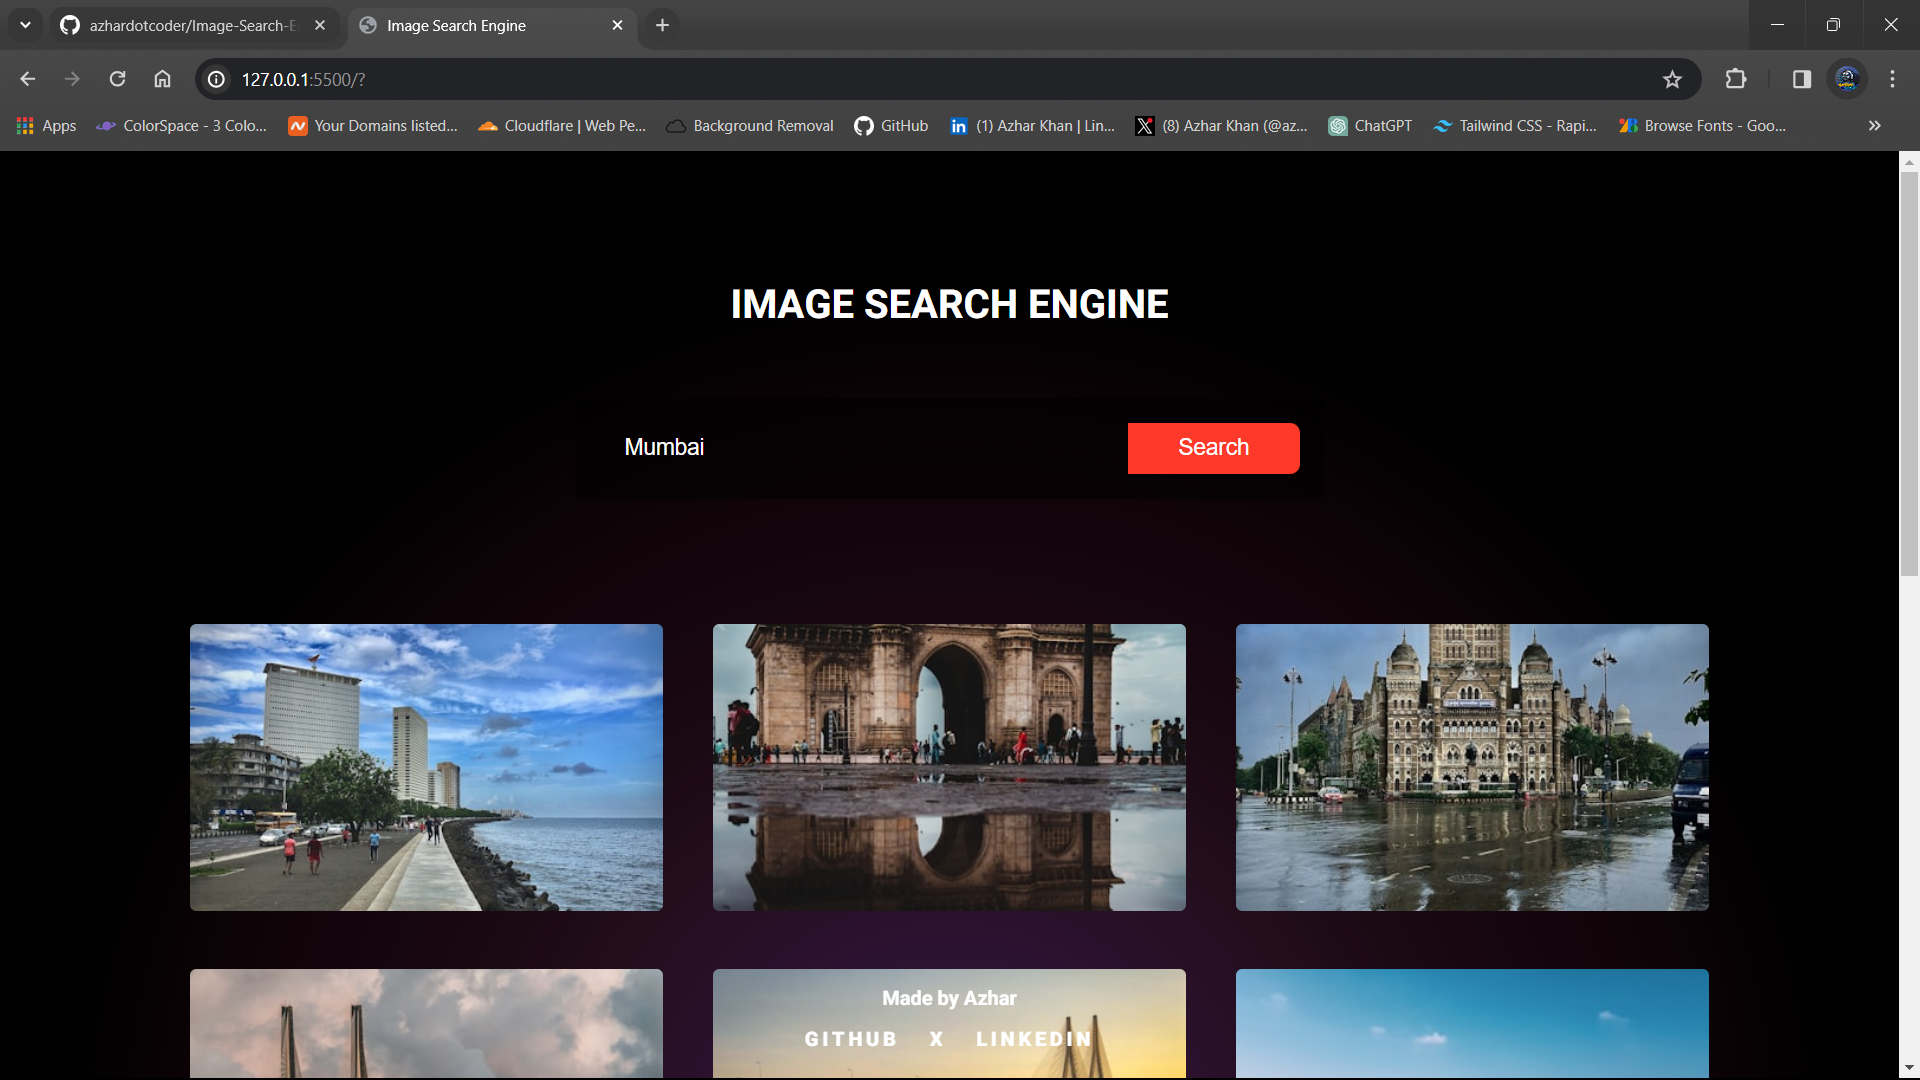 azhardotcoder/Image-Search-E
Image Search Engine
127.0.0.1:5500/?
Apps
ColorSpace - 3 Colo...
Your Domains listed...
Cloudflare | Web Pe...
Background Removal
GitHub
(1) Azhar Khan | Lin...
(8) Azhar Khan (@az...
ChatGPT
Tailwind CSS - Rapi...
Browse Fonts - Goo...
IMAGE SEARCH ENGINE
Mumbai
Search
Made by Azhar
GITHUB X LINKEDIN